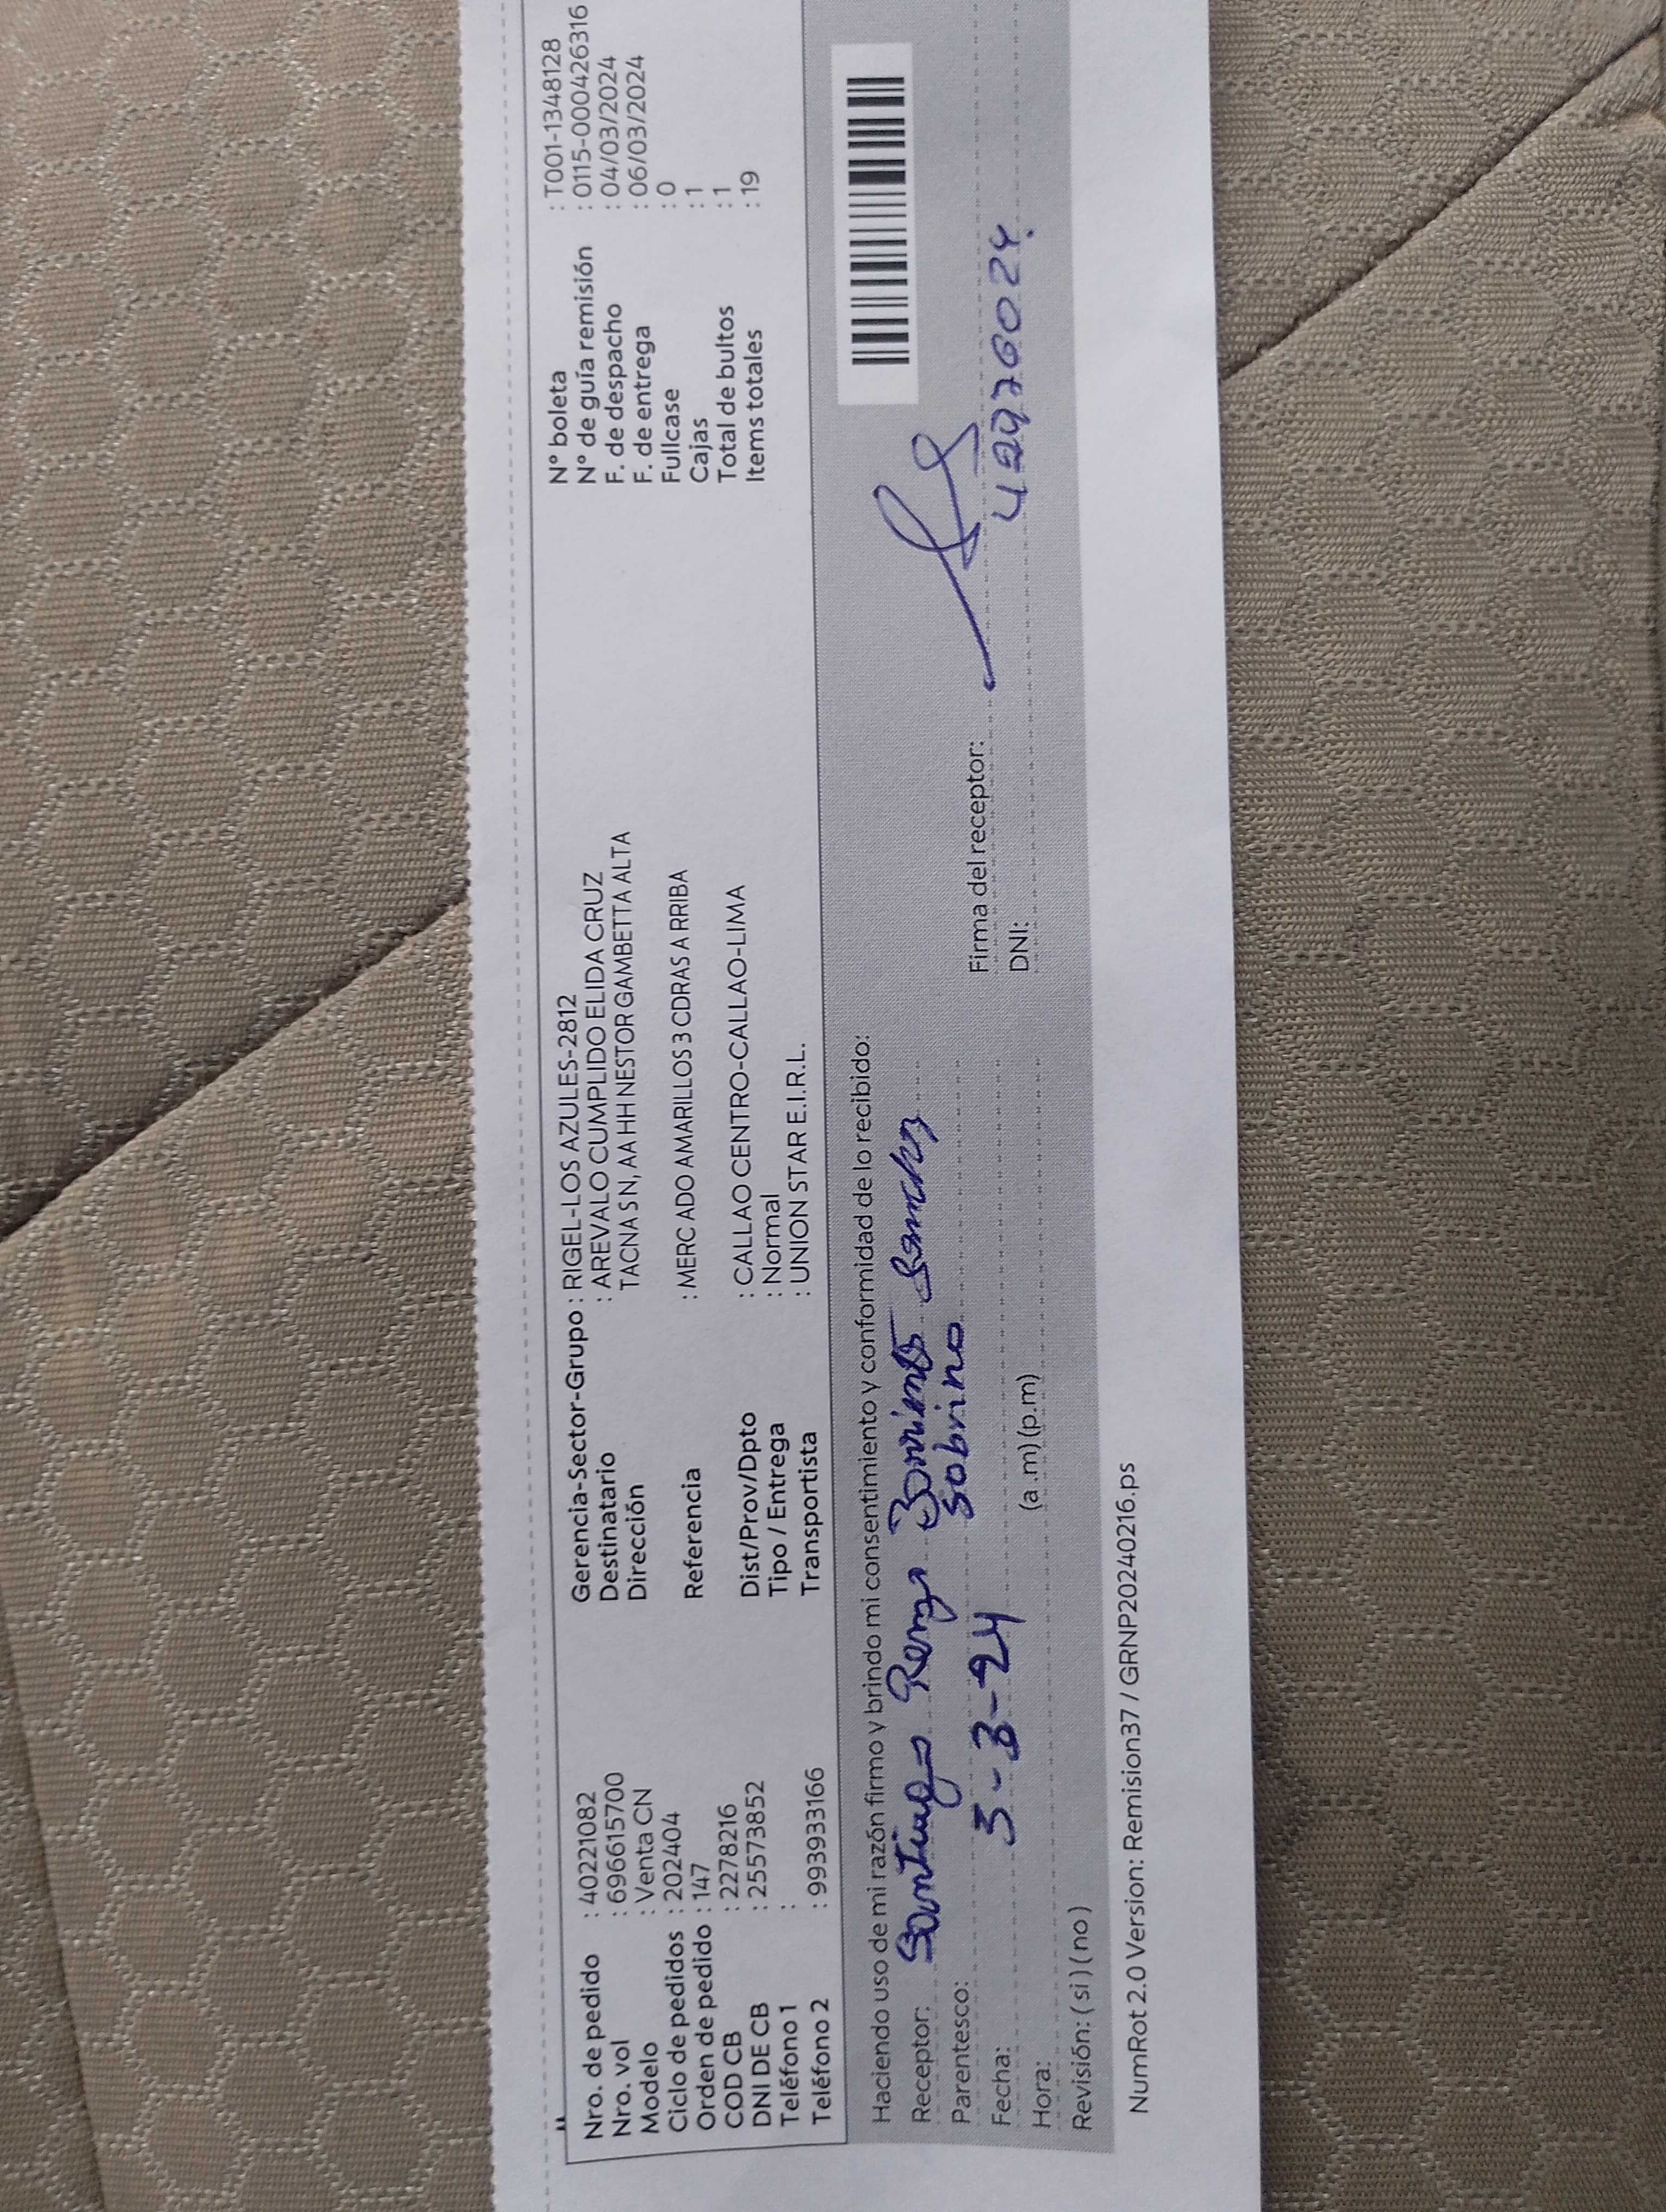 Nro. de pedido : 40221082
Nro. vol : 696615700
Modelo : Venta CN
Ciclo de pedidos : 202404
Orden de pedido : 147
COD CB : 2278216
DNI DE CB : 25573852
Teléfono 1 :
Teléfono 2 : 993933166
Gerencia-Sector-Grupo : RIGEL-LOS AZULES-2812
Destinatario : AREVALO CUMPLIDO ELIDA CRUZ
Dirección TACNA SN, AA HH NESTOR GAMBETTA ALTA
Referencia : MERC ADO AMARILLOS 3 CDRAS A RRIBA
Dist/Prov/Dpto : CALLAO CENTRO-CALLAO-LIMA
Tipo / Entrega : Normal
Transportista : UNION STAR E.I.R.L.
N° boleta : T001-1348128
N° de guía remisión : 0115-000426316
F. de despacho : 04/03/2024
F. de entrega : 06/03/2024
Fullcase : 0
Cajas : 1
Total de bultos : 1
Items totales : 19
Haciendo uso de mi razón firmo y brindo mi consentimiento y conformidad de lo recibido:
Receptor: Santiago
Parentesco: sobrino
Fecha: 5-3-24
Hora: (a.m)(p.m)
Revisión: (si) (no)
Firma del receptor:
DNI:
NumRot 2.0 Version: Remision37 / GRNP20240216.ps